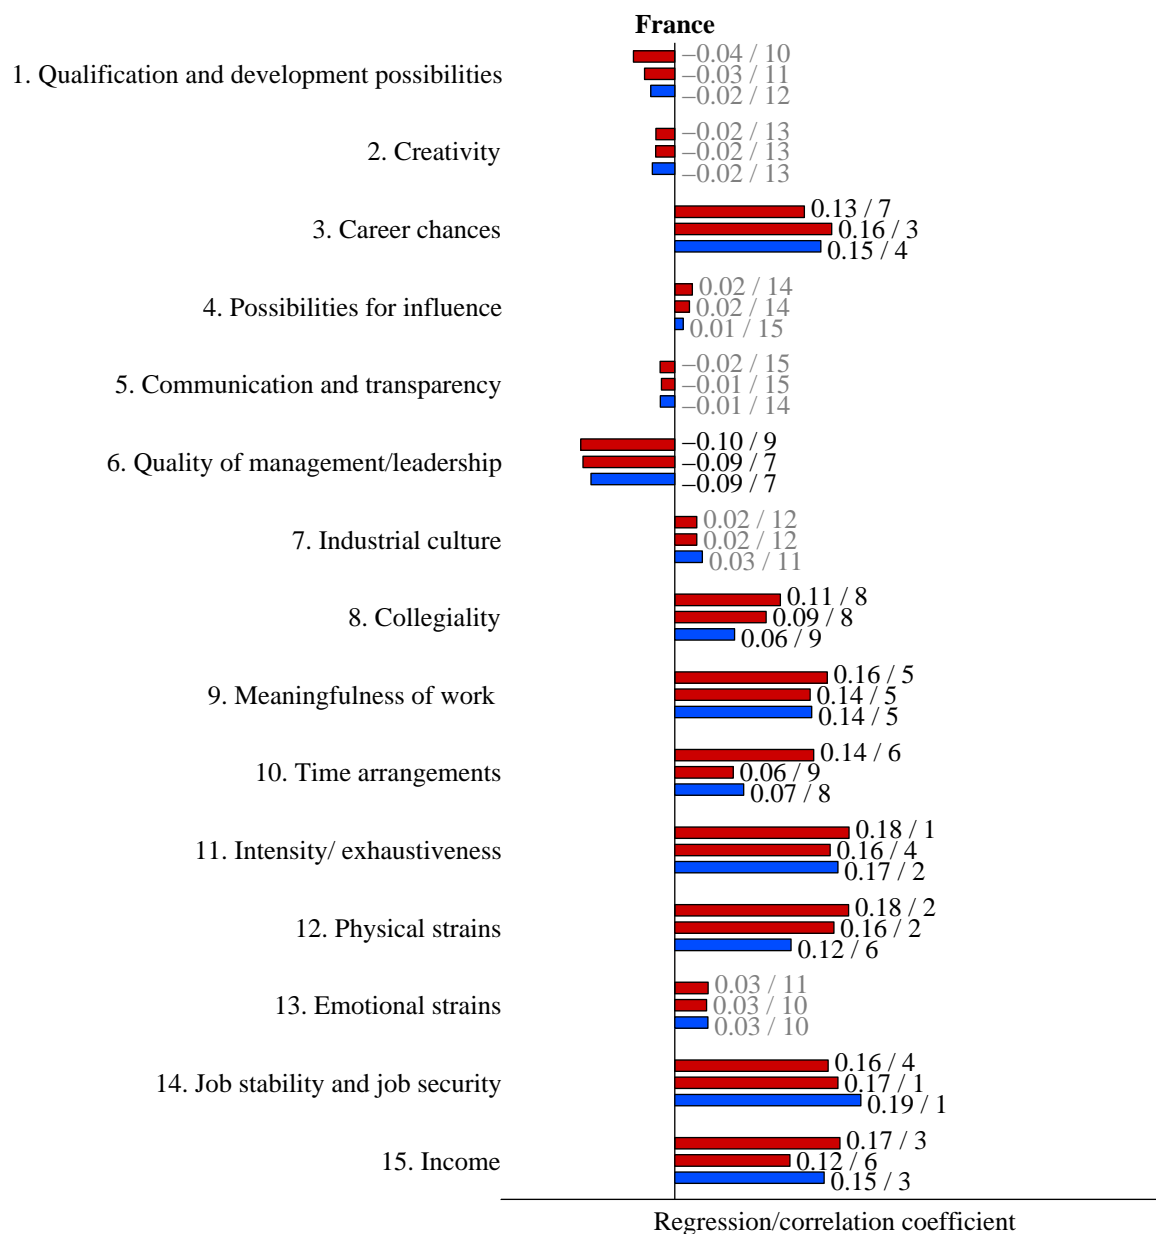 France
1. Qualification and development possibilities
–0.04 / 10
–0.03 / 11
–0.02 / 12
2. Creativity
–0.02 / 13
–0.02 / 13
–0.02 / 13
3. Career chances
0.13 / 7
0.16 / 3
0.15 / 4
4. Possibilities for influence
0.02 / 14
0.02 / 14
0.01 / 15
5. Communication and transparency
–0.02 / 15
–0.01 / 15
–0.01 / 14
6. Quality of management/leadership
–0.10 / 9
–0.09 / 7
–0.09 / 7
7. Industrial culture
0.02 / 12
0.02 / 12
0.03 / 11
8. Collegiality
0.11 / 8
0.09 / 8
0.06 / 9
9. Meaningfulness of work
0.16 / 5
0.14 / 5
0.14 / 5
10. Time arrangements
0.14 / 6
0.06 / 9
0.07 / 8
11. Intensity/ exhaustiveness
0.18 / 1
0.16 / 4
0.17 / 2
12. Physical strains
0.18 / 2
0.16 / 2
0.12 / 6
13. Emotional strains
0.03 / 11
0.03 / 10
0.03 / 10
14. Job stability and job security
0.16 / 4
0.17 / 1
0.19 / 1
15. Income
0.17 / 3
0.12 / 6
0.15 / 3
Regression/correlation coefficient